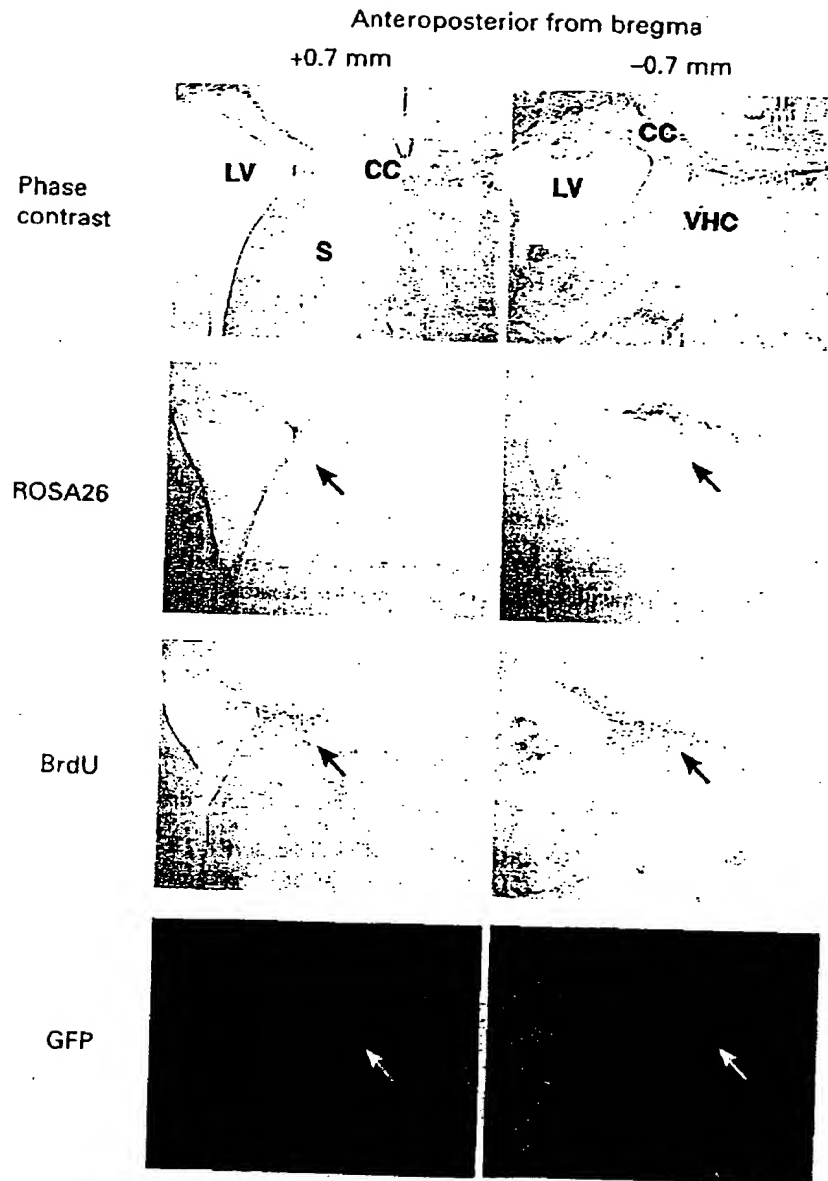 Anteroposterior from bregma
+0.7 mm
−0.7 mm
Phase contrast
LV
CC
S
CC
LV
VHC
ROSA26
BrdU
GFP